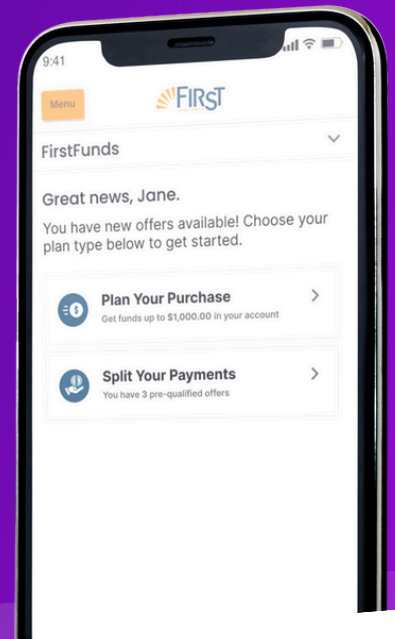 9:41
Menu
FIRST
FirstFunds
Great news, Jane.
You have new offers available! Choose your
plan type below to get started.
Plan Your Purchase
Get funds up to $1,000.00 in your account
Split Your Payments
You have 3 pre-qualified offers